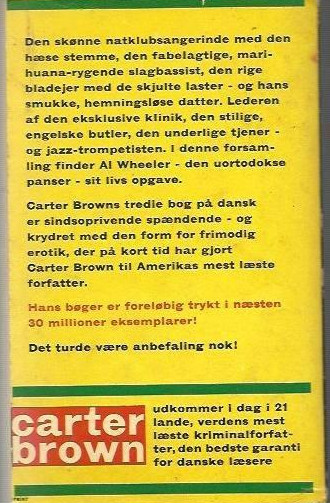 Den skønne natklubsangerinde med den
hæse stemme, den fabelagtige, mari-
huana-rygende slagbassist, den rige
bladejer med de skjulte laster - og hans
smukke, hemningsløse datter. Lederen
af den eksklusive klinik, den stilige,
engelske butler, den underlige tjener -
og jazz-trompetisten. I denne forsam-
ling finder Al Wheeler - den uortodokse
panser - sit livs opgave.
Carter Browns tredie bog på dansk
er sindsoprivende spændende - og
krydret med den form for frimodig
erotik, der på kort tid har gjort
Carter Brown til Amerikas mest læste
forfatter.
Hans bøger er foreløbig trykt i næsten
30 millioner eksemplarer!
Det turde være anbefaling nok!
carter
brown
udkommer i dag i 21
lande, verdens mest
læste kriminalforfat-
ter, den bedste garanti
for danske læsere